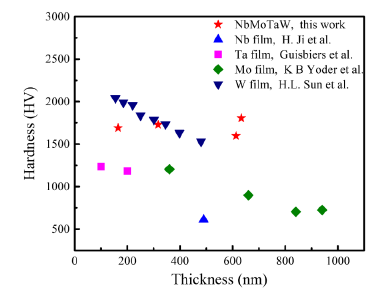 NbMoTaW, this work
Nb film, H. Ji et al.
Ta film, Guisbiers et al.
Mo film, K B Yoder et al.
W film, H.L. Sun et al.
Hardness (HV)
3000
2500
2000
1500
1000
500
0 200 400 600 800 1000
Thickness (nm)